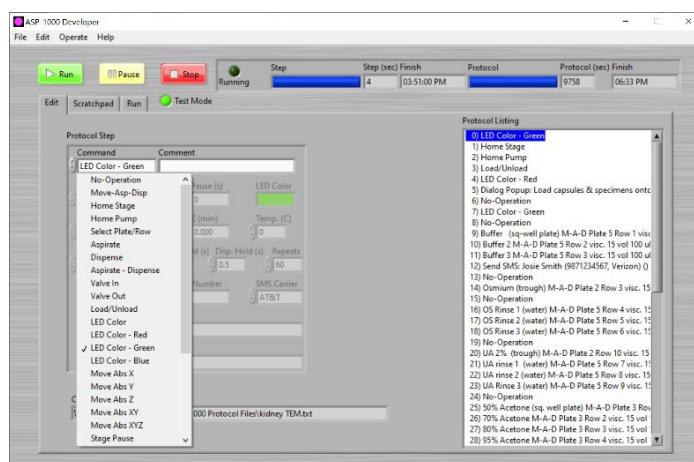 ASP 1000 Developer
File Edit Operate Help
Run
Pause
Stop
Running
Step
Step (sec) Finish
4
03:51:00 PM
Protocol
Protocol (sec) Finish
9758
06:33 PM
Edit Scratchpad Run Test Mode
Protocol Step
Command
Comment
LED Color - Green
No-Operation
Move-Asp-Disp
Home Stage
Home Pump
Select Plate/Row
Aspirate
Dispense
Aspirate - Dispense
Valve In
Valve Out
Load/Unload
LED Color
LED Color - Red
✓ LED Color - Green
LED Color - Blue
Move Abs X
Move Abs Y
Move Abs Z
Move Abs XY
Move Abs XYZ
Stage Pause
Pause (s)
LED Color
0
Z (mm)
Temp. (C)
0.000
0
(s) Disp. Hold (s) Repeats
0.5
60
Number
SMS Carrier
AT&T
000 Protocol Files\kidney TEM.txt
Protocol Listing
0) LED Color - Green
1) Home Stage
2) Home Pump
3) Load/Unload
4) LED Color - Red
5) Dialog Popup: Load capsules & specimens onto
6) No-Operation
7) LED Color - Green
8) No-Operation
9) Buffer (sq-well plate) M-A-D Plate 5 Row 1 visc
10) Buffer 2 M-A-D Plate 5 Row 2 visc. 15 vol 100 ul
11) Buffer 3 M-A-D Plate 5 Row 3 visc. 15 vol 100 ul
12) Send SMS: Josie Smith (9871234567, Verizon) ()
13) No-Operation
14) Osmium (trough) M-A-D Plate 2 Row 3 visc. 15
15) No-Operation
16) OS Rinse 1 (water) M-A-D Plate 5 Row 4 visc. 15
17) OS Rinse 2 (water) M-A-D Plate 5 Row 5 visc. 15
18) OS Rinse 3 (water) M-A-D Plate 5 Row 6 visc. 15
19) No-Operation
20) UA 2% (trough) M-A-D Plate 2 Row 10 visc. 15
21) UA rinse 1 (water) M-A-D Plate 5 Row 7 visc. 15
22) UA rinse 2 (water) M-A-D Plate 5 Row 8 visc. 15
23) UA Rinse 3 (water) M-A-D Plate 5 Row 9 visc. 15
24) No-Operation
25) 50% Acetone (sq. well plate) M-A-D Plate 3 Row
26) 70% Acetone M-A-D Plate 3 Row 2 visc. 15 vol
27) 80% Acetone M-A-D Plate 3 Row 3 visc. 15 vol
28) 95% Acetone M-A-D Plate 3 Row 4 visc. 15 vol